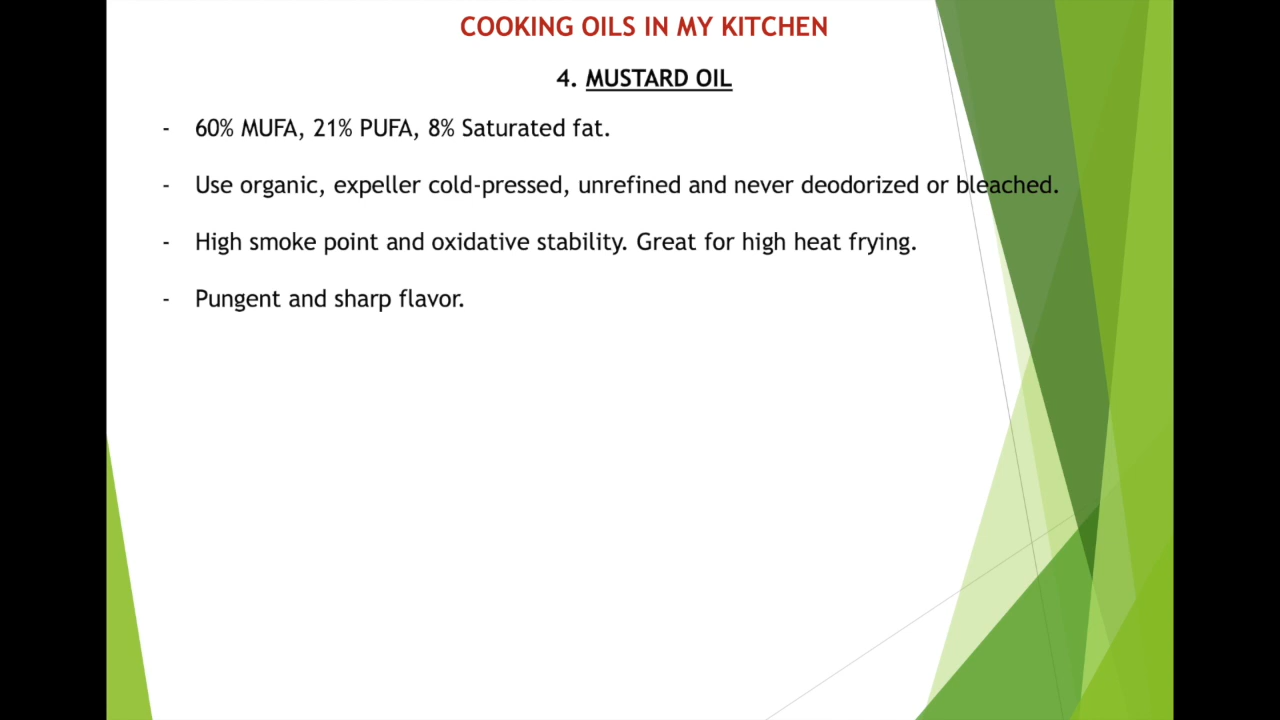 COOKING OILS IN MY KITCHEN
4. MUSTARD OIL
- 60% MUFA, 21% PUFA, 8% Saturated fat.
- Use organic, expeller cold-pressed, unrefined and never deodorized or bleached.
- High smoke point and oxidative stability. Great for high heat frying.
- Pungent and sharp flavor.